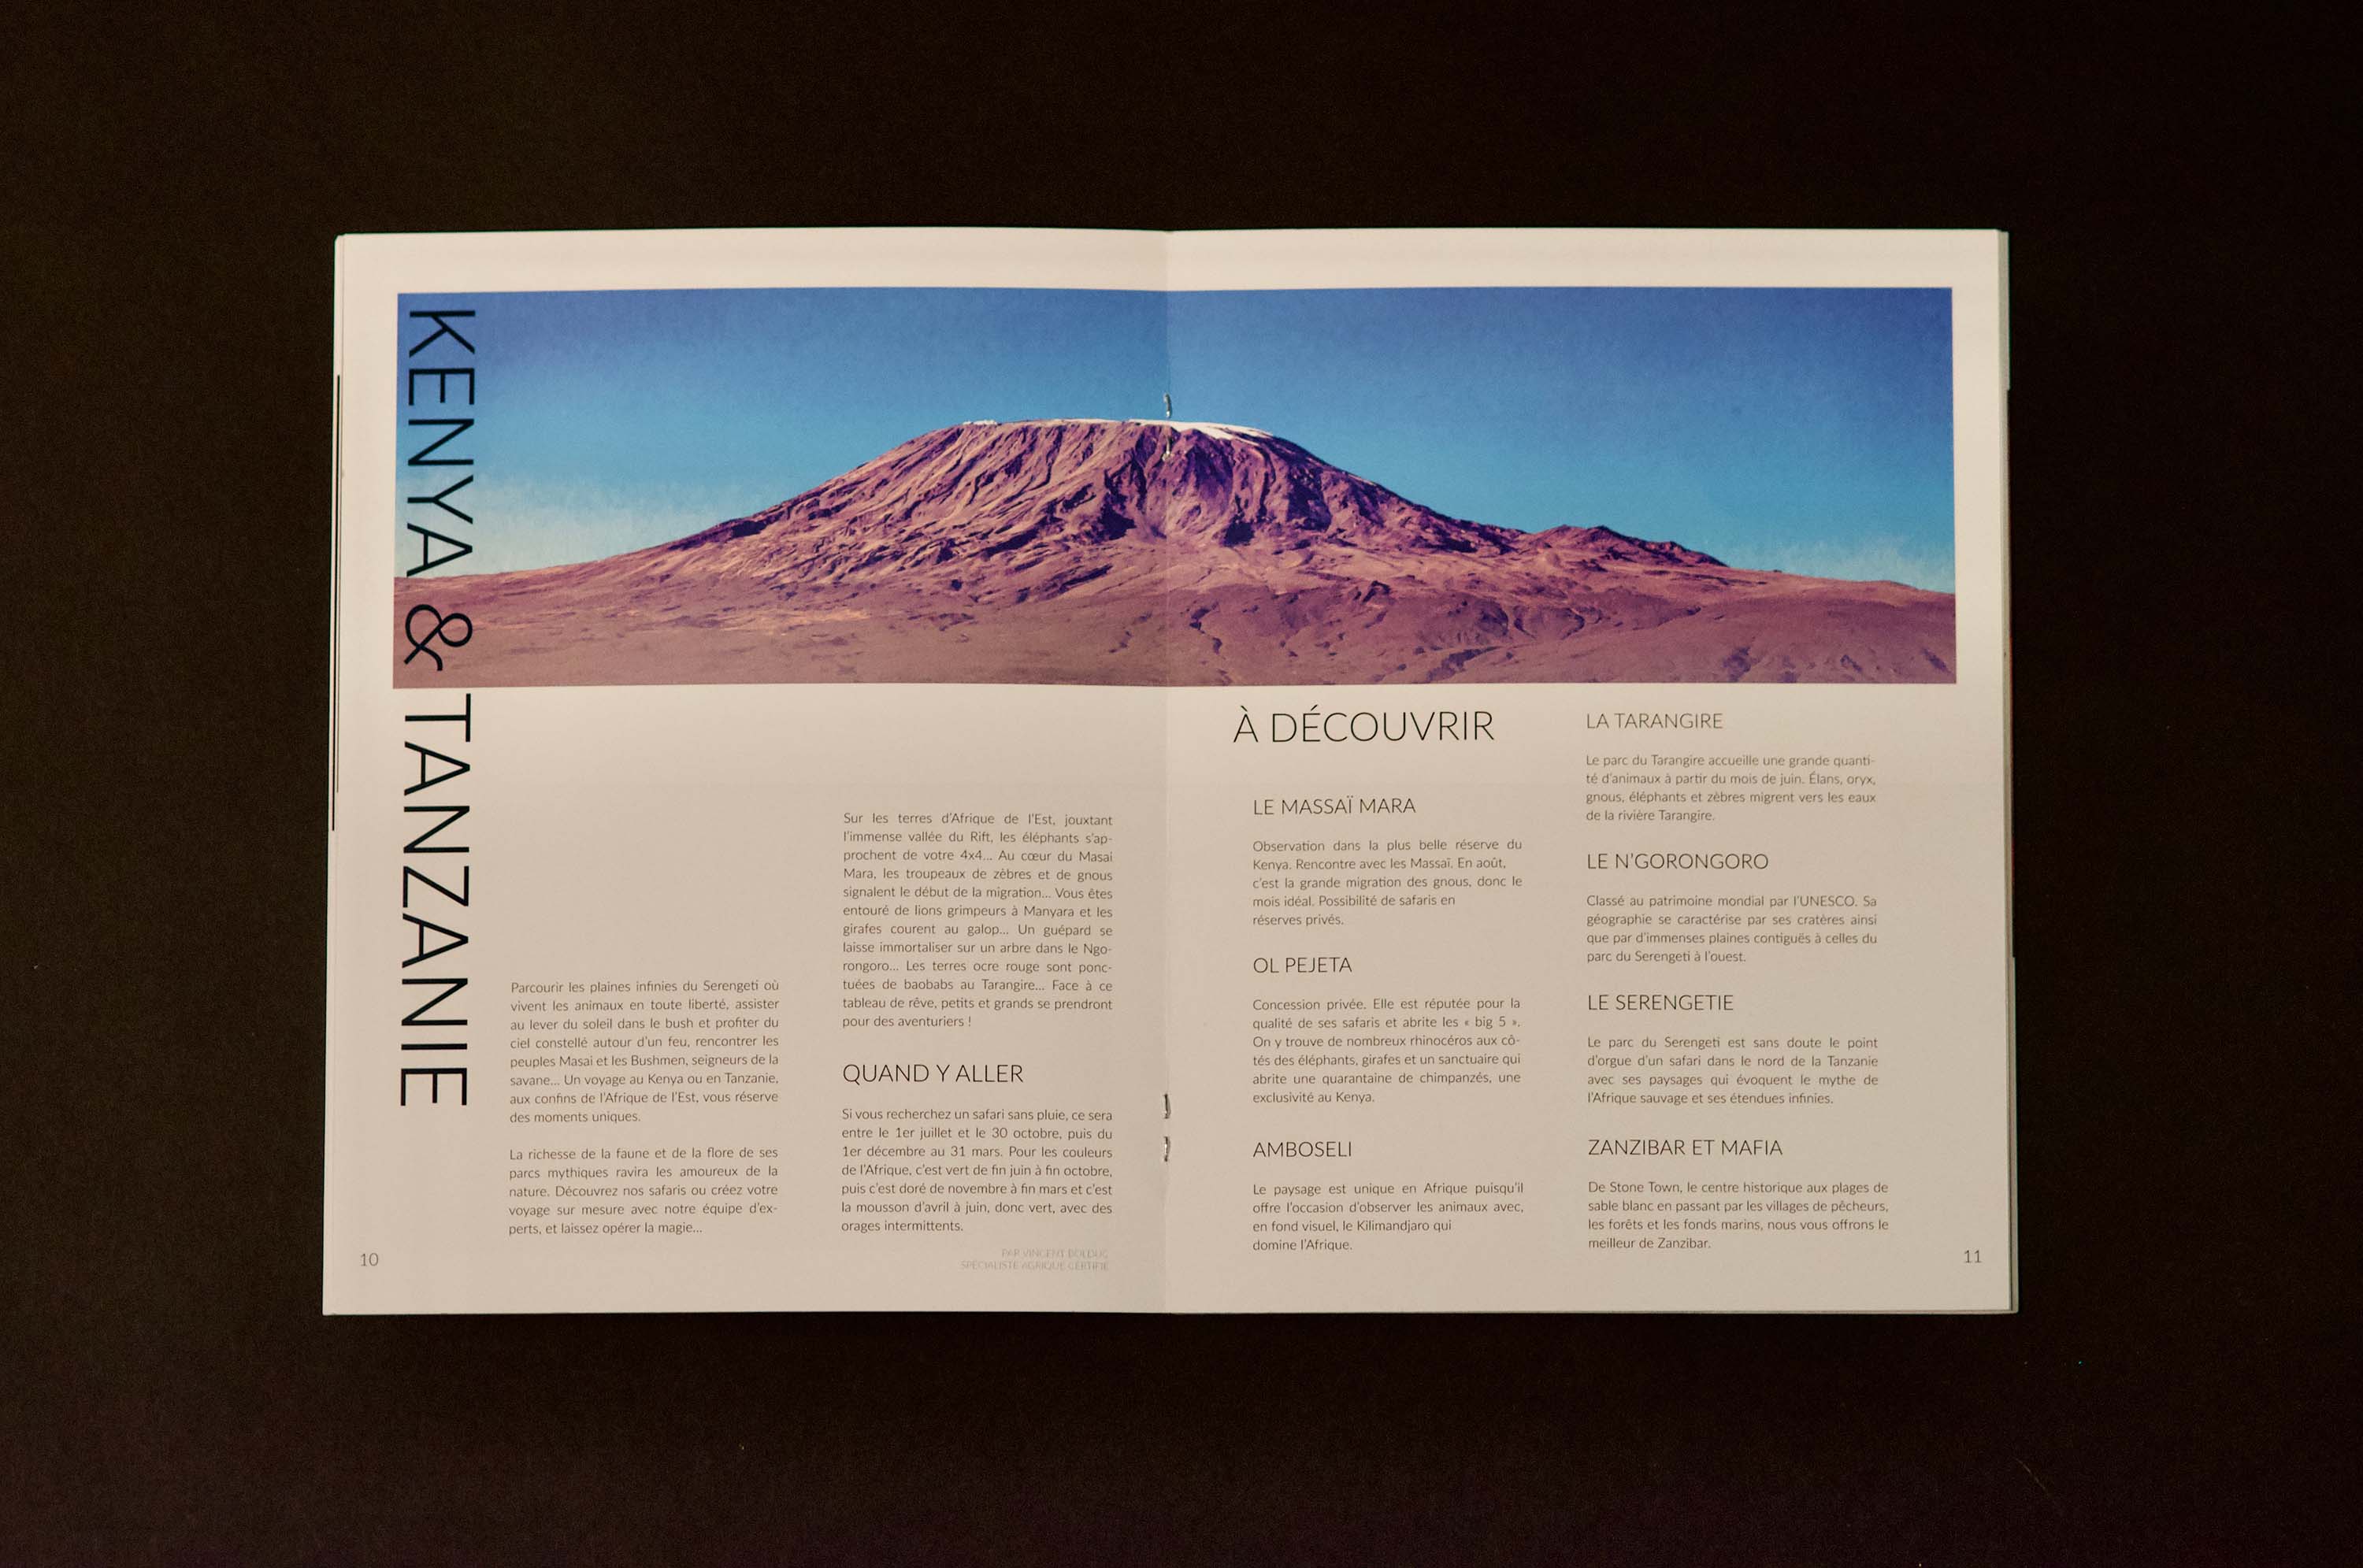 KENYA & TANZANIE
Parcourir les plaines infinies du Serengeti où
vivent les animaux en toute liberté, assister
au lever du soleil dans le bush et profiter du
ciel constellé autour d'un feu, rencontrer les
peuples Masai et les Bushmen, seigneurs de la
savane... Un voyage au Kenya ou en Tanzanie,
aux confins de l'Afrique de l'Est, vous réserve
des moments uniques.
La richesse de la faune et de la flore de ses
parcs mythiques ravira les amoureux de la
nature. Découvrez nos safaris ou créez votre
voyage sur mesure avec notre équipe d'ex-
perts, et laissez opérer la magie...
10
Sur les terres d'Afrique de l'Est, jouxtant
l'immense vallée du Rift, les éléphants s'ap-
prochent de votre 4x4... Au cœur du Masai
Mara, les troupeaux de zèbres et de gnous
signalent le début de la migration... Vous êtes
entouré de lions grimpeurs à Manyara et les
girafes courent au galop... Un guépard se
laisse immortaliser sur un arbre dans le Ngo-
rongoro... Les terres ocre rouge sont ponc-
tuées de baobabs au Tarangire... Face à ce
tableau de rêve, petits et grands se prendront
pour des aventuriers !
QUAND Y ALLER
Si vous recherchez un safari sans pluie, ce sera
entre le 1er juillet et le 30 octobre, puis du
1er décembre au 31 mars. Pour les couleurs
de l'Afrique, c'est vert de fin juin à fin octobre,
puis c'est doré de novembre à fin mars et c'est
la mousson d'avril à juin, donc vert, avec des
orages intermittents.
PAR VINCENT BOLDUC
SPÉCIALISTE AGRIQUE CERTIFIÉ
À DÉCOUVRIR
LE MASSAÏ MARA
Observation dans la plus belle réserve du
Kenya. Rencontre avec les Massaï. En août,
c'est la grande migration des gnous, donc le
mois idéal. Possibilité de safaris en
réserves privés.
OL PEJETA
Concession privée. Elle est réputée pour la
qualité de ses safaris et abrite les « big 5 ».
On y trouve de nombreux rhinocéros aux cô-
tés des éléphants, girafes et un sanctuaire qui
abrite une quarantaine de chimpanzés, une
exclusivité au Kenya.
AMBOSELI
Le paysage est unique en Afrique puisqu'il
offre l'occasion d'observer les animaux avec,
en fond visuel, le Kilimandjaro qui
domine l'Afrique.
LA TARANGIRE
Le parc du Tarangire accueille une grande quanti-
té d'animaux à partir du mois de juin. Élans, oryx,
gnous, éléphants et zèbres migrent vers les eaux
de la rivière Tarangire.
LE N'GORONGORO
Classé au patrimoine mondial par l'UNESCO. Sa
géographie se caractérise par ses cratères ainsi
que par d'immenses plaines contiguës à celles du
parc du Serengeti à l'ouest.
LE SERENGETIE
Le parc du Serengeti est sans doute le point
d'orgue d'un safari dans le nord de la Tanzanie
avec ses paysages qui évoquent le mythe de
l'Afrique sauvage et ses étendues infinies.
ZANZIBAR ET MAFIA
De Stone Town, le centre historique aux plages de
sable blanc en passant par les villages de pêcheurs,
les forêts et les fonds marins, nous vous offrons le
meilleur de Zanzibar.
11